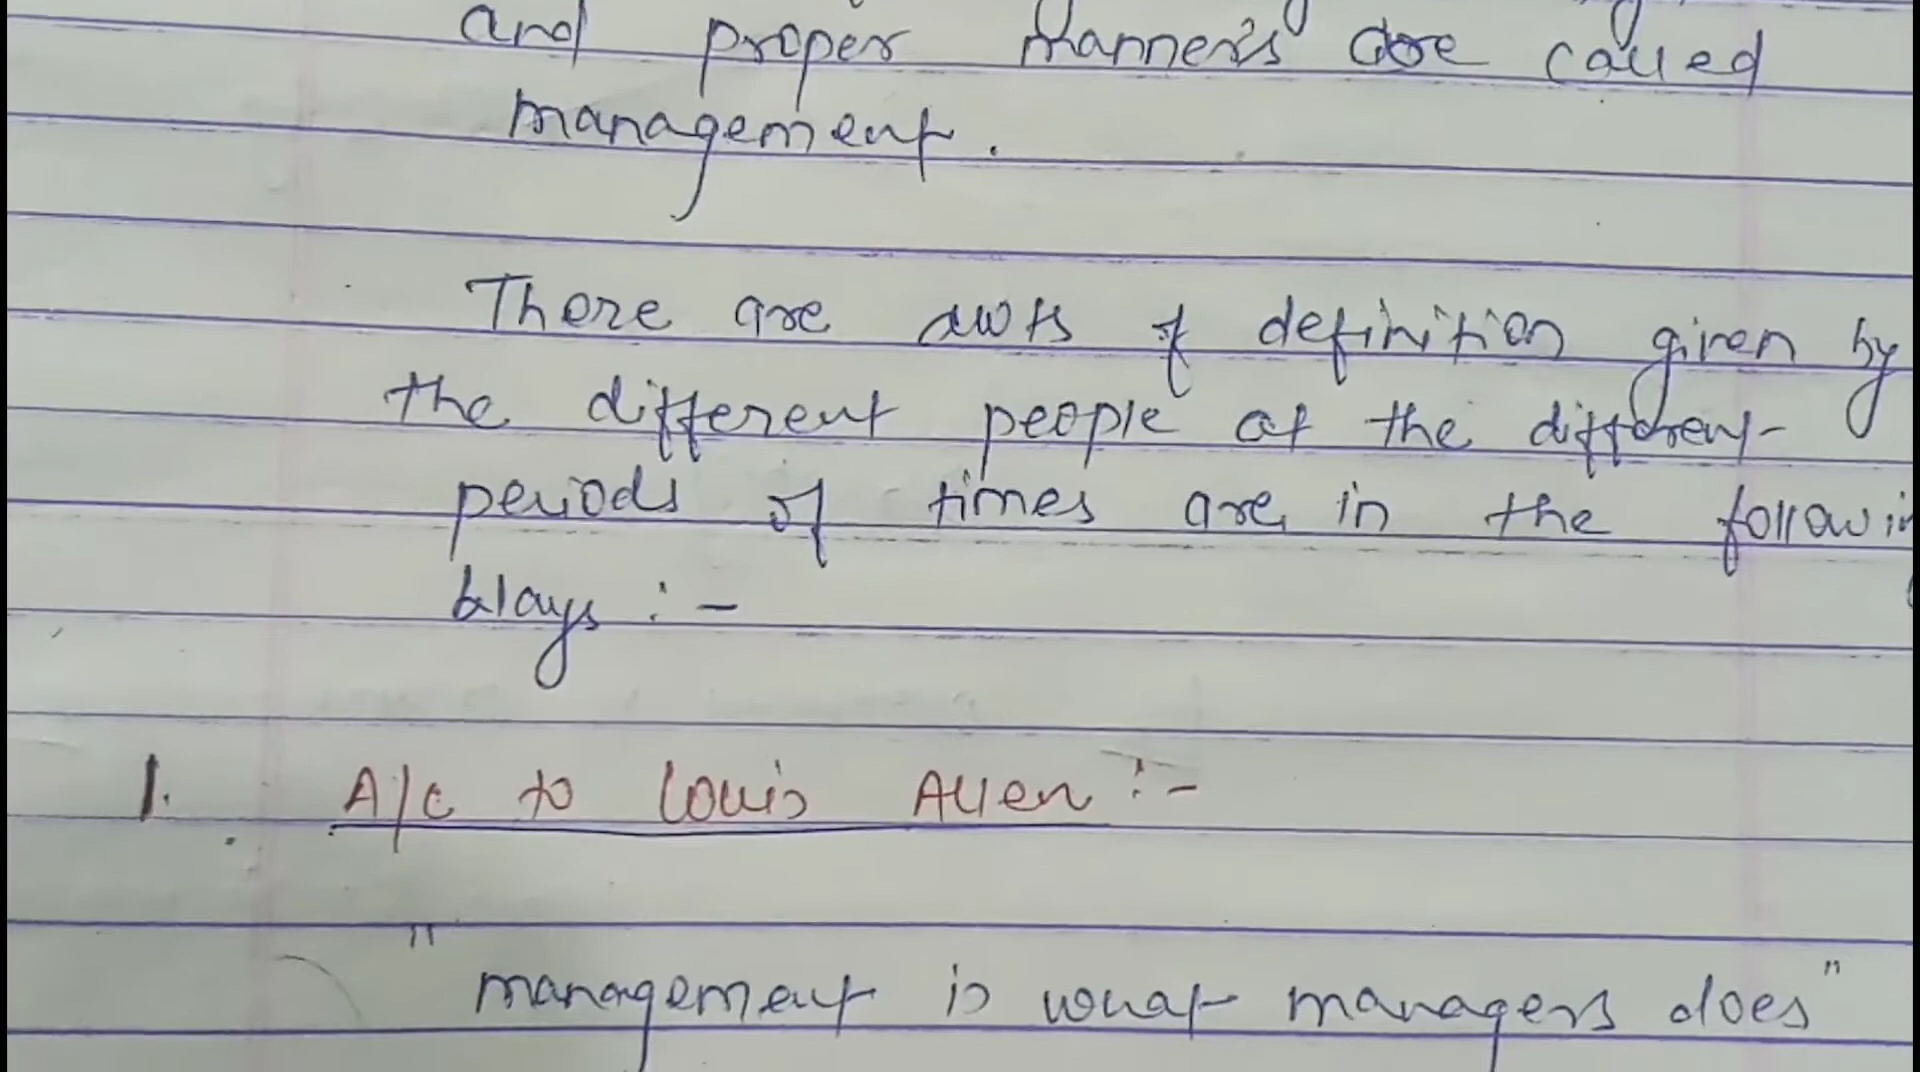 and proper manners are called
management.
There are lots of definition given by
the different people at the different
periods of times are in the followin
ways : -
1. A/c to Louis Allen : -
" management is what managers does "